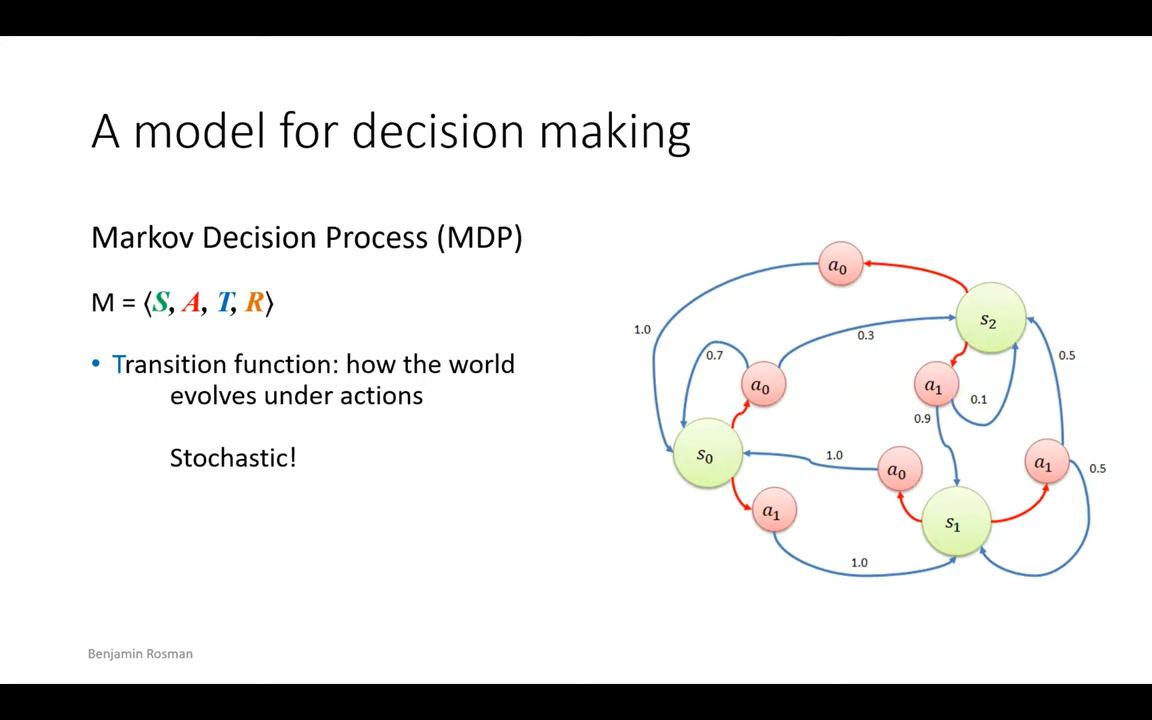 A model for decision making
Markov Decision Process (MDP)
M = ⟨S, A, T, R⟩
• Transition function: how the world
evolves under actions
Stochastic!
a₀
s₂
1.0
0.3
0.7
0.5
a₀
a₁
0.1
0.9
s₀
1.0
a₀
a₁
0.5
a₁
s₁
1.0
Benjamin Rosman